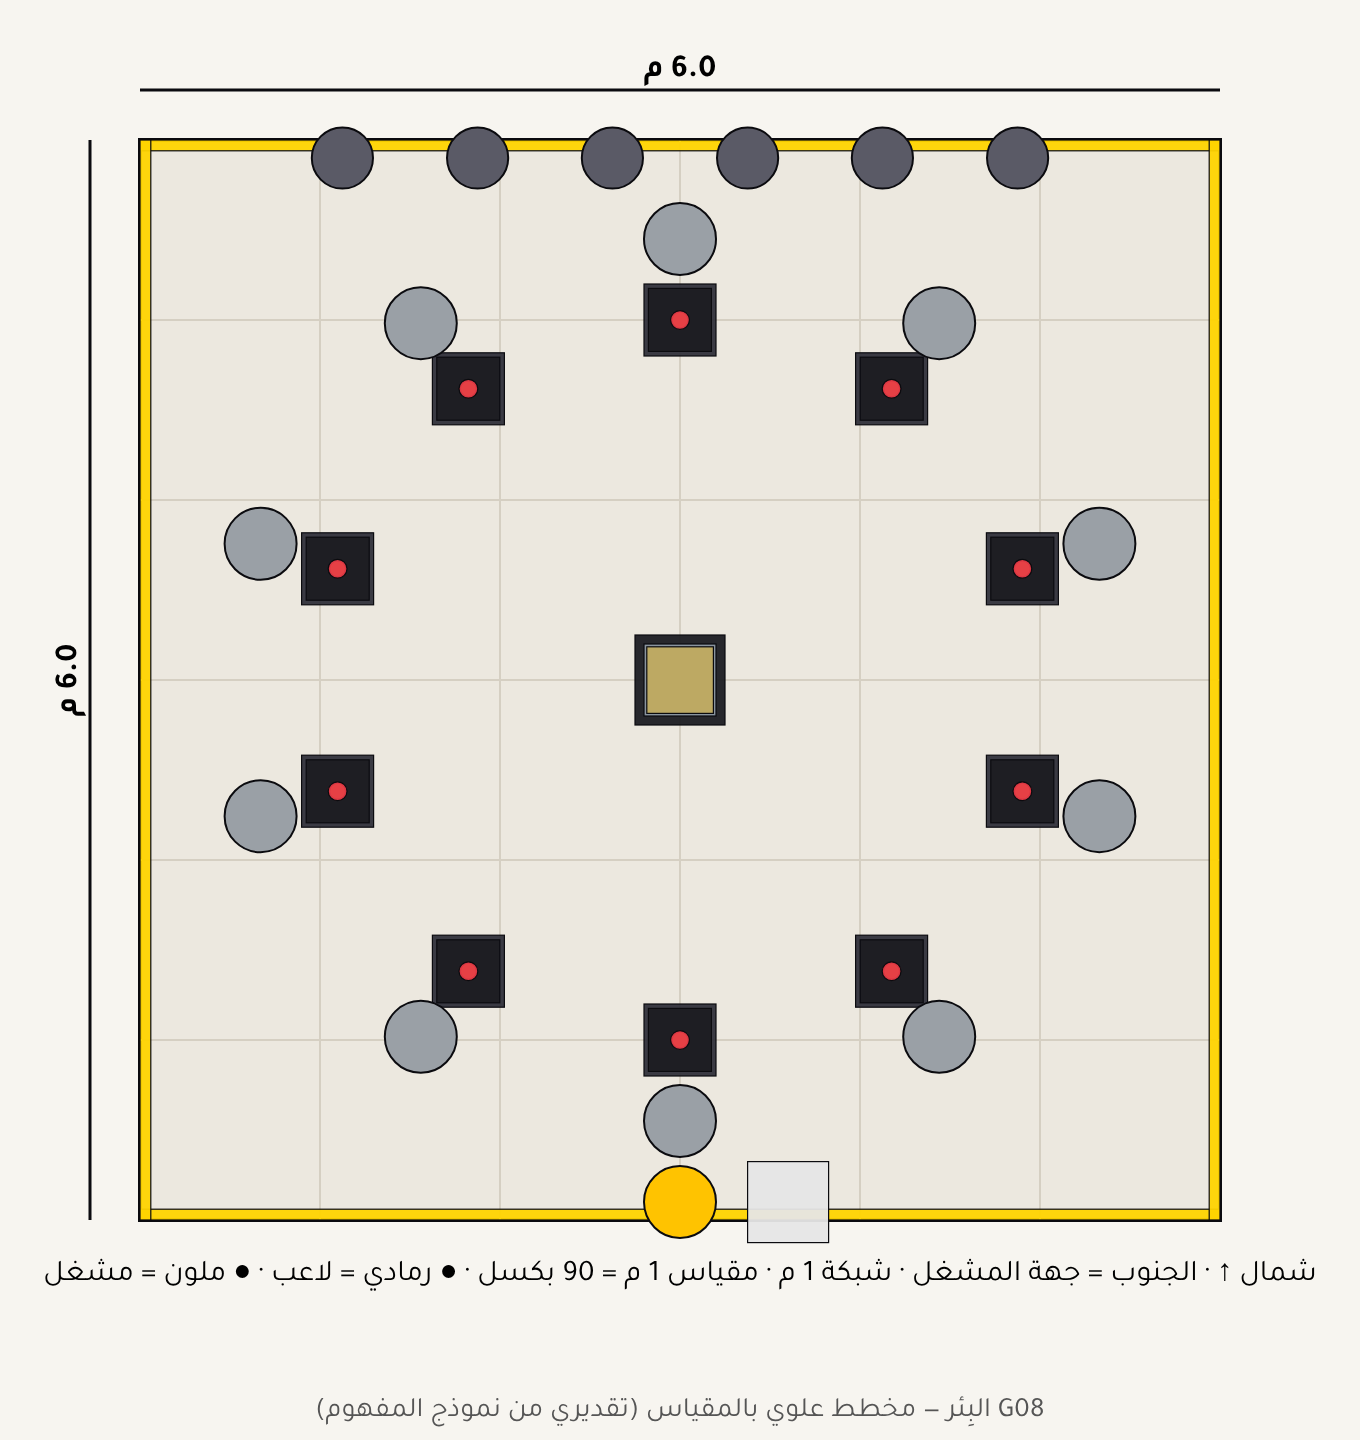 6.0 م
6.0 م
شمال ↑ · الجنوب = جهة المشغل · شبكة 1 م · مقياس 1 م = 90 بكسل · ● رمادي = لاعب · ● ملون = مشغل
G08 البِئر – مخطط علوي بالمقياس (تقديري من نموذج المفهوم)